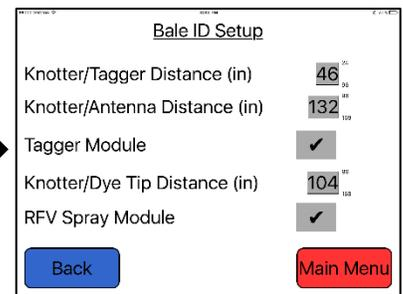 Bale ID Setup
Knotter/Tagger Distance (in) 46
Knotter/Antenna Distance (in) 132
Tagger Module ✔
Knotter/Dye Tip Distance (in) 104
RFV Spray Module ✔
Back Main Menu